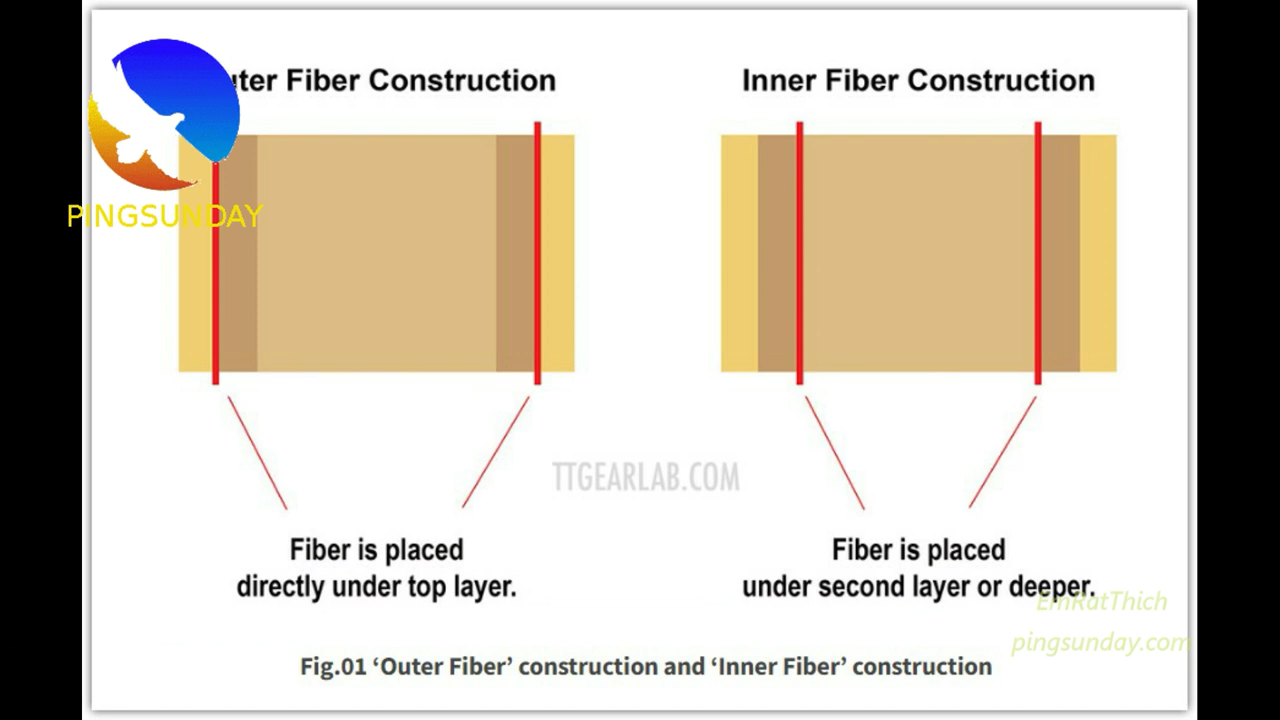 uter Fiber Construction
Inner Fiber Construction
PINGSUNDAY
TTGEARLAB.COM
Fiber is placed
directly under top layer.
Fiber is placed
under second layer or deeper.
EmRatThich
pingsunday.com
Fig.01 ‘Outer Fiber’ construction and ‘Inner Fiber’ construction